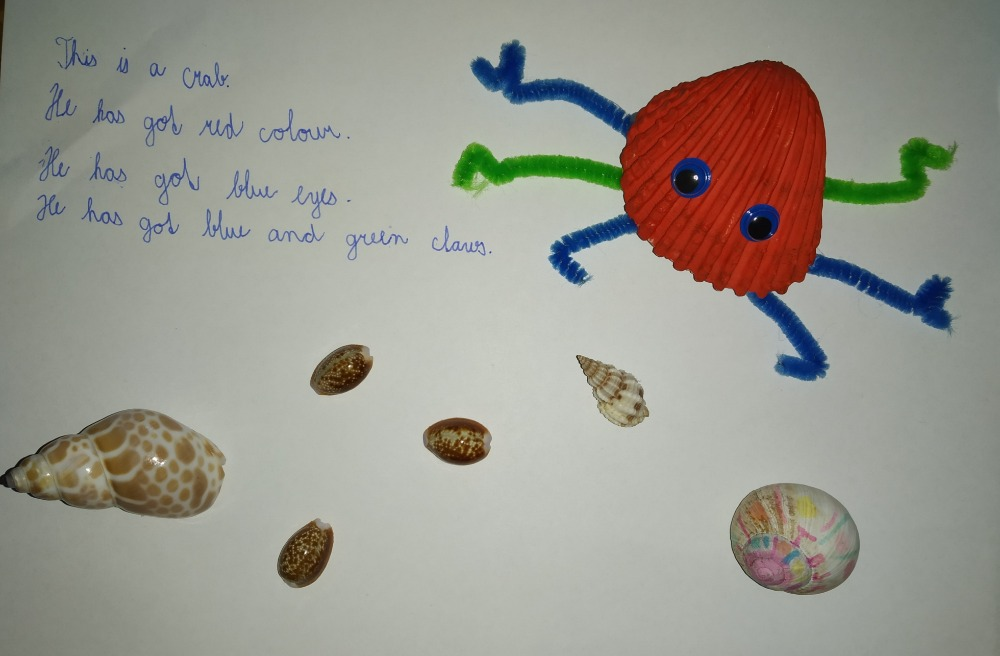 This is a crab.
He has got red colour.
He has got blue eyes.
He has got blue and green claws.